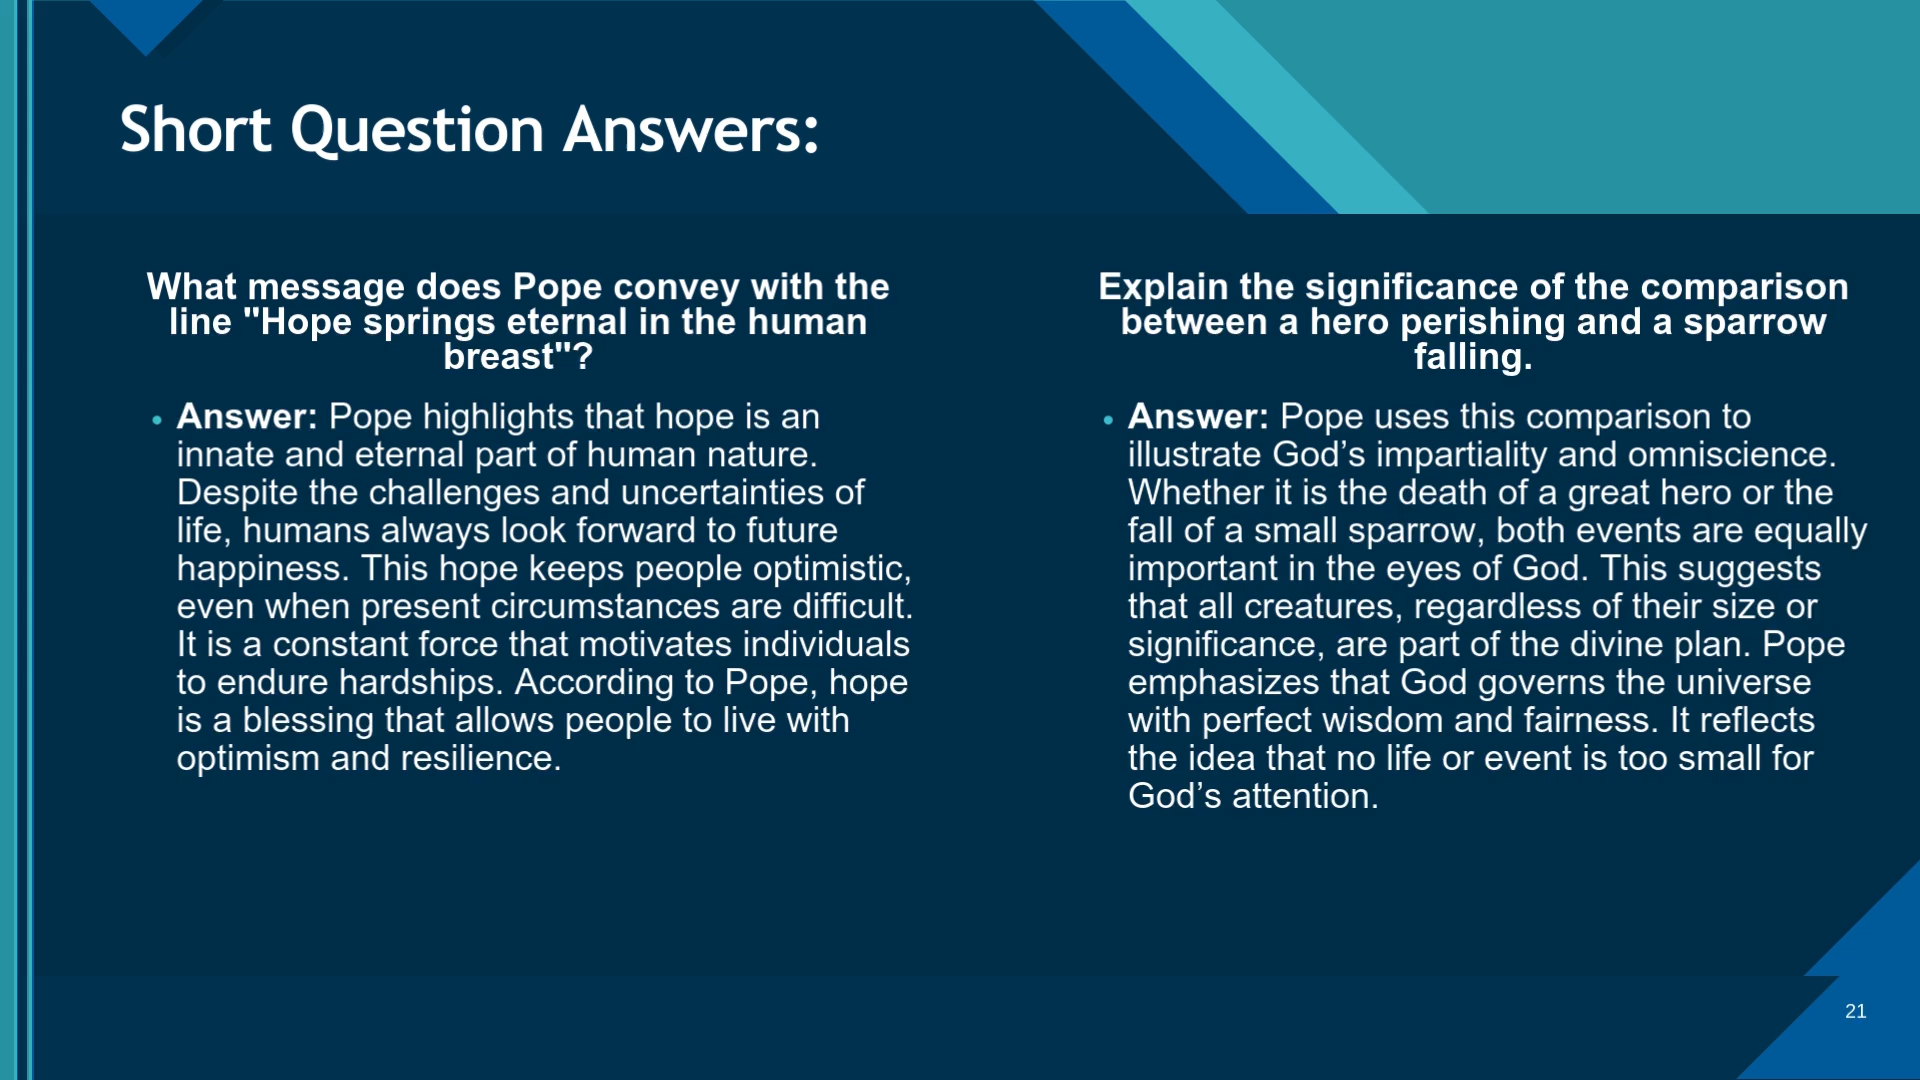 Short Question Answers:
What message does Pope convey with the
line "Hope springs eternal in the human
breast"?
• Answer: Pope highlights that hope is an
innate and eternal part of human nature.
Despite the challenges and uncertainties of
life, humans always look forward to future
happiness. This hope keeps people optimistic,
even when present circumstances are difficult.
It is a constant force that motivates individuals
to endure hardships. According to Pope, hope
is a blessing that allows people to live with
optimism and resilience.
Explain the significance of the comparison
between a hero perishing and a sparrow
falling.
• Answer: Pope uses this comparison to
illustrate God’s impartiality and omniscience.
Whether it is the death of a great hero or the
fall of a small sparrow, both events are equally
important in the eyes of God. This suggests
that all creatures, regardless of their size or
significance, are part of the divine plan. Pope
emphasizes that God governs the universe
with perfect wisdom and fairness. It reflects
the idea that no life or event is too small for
God’s attention.
21